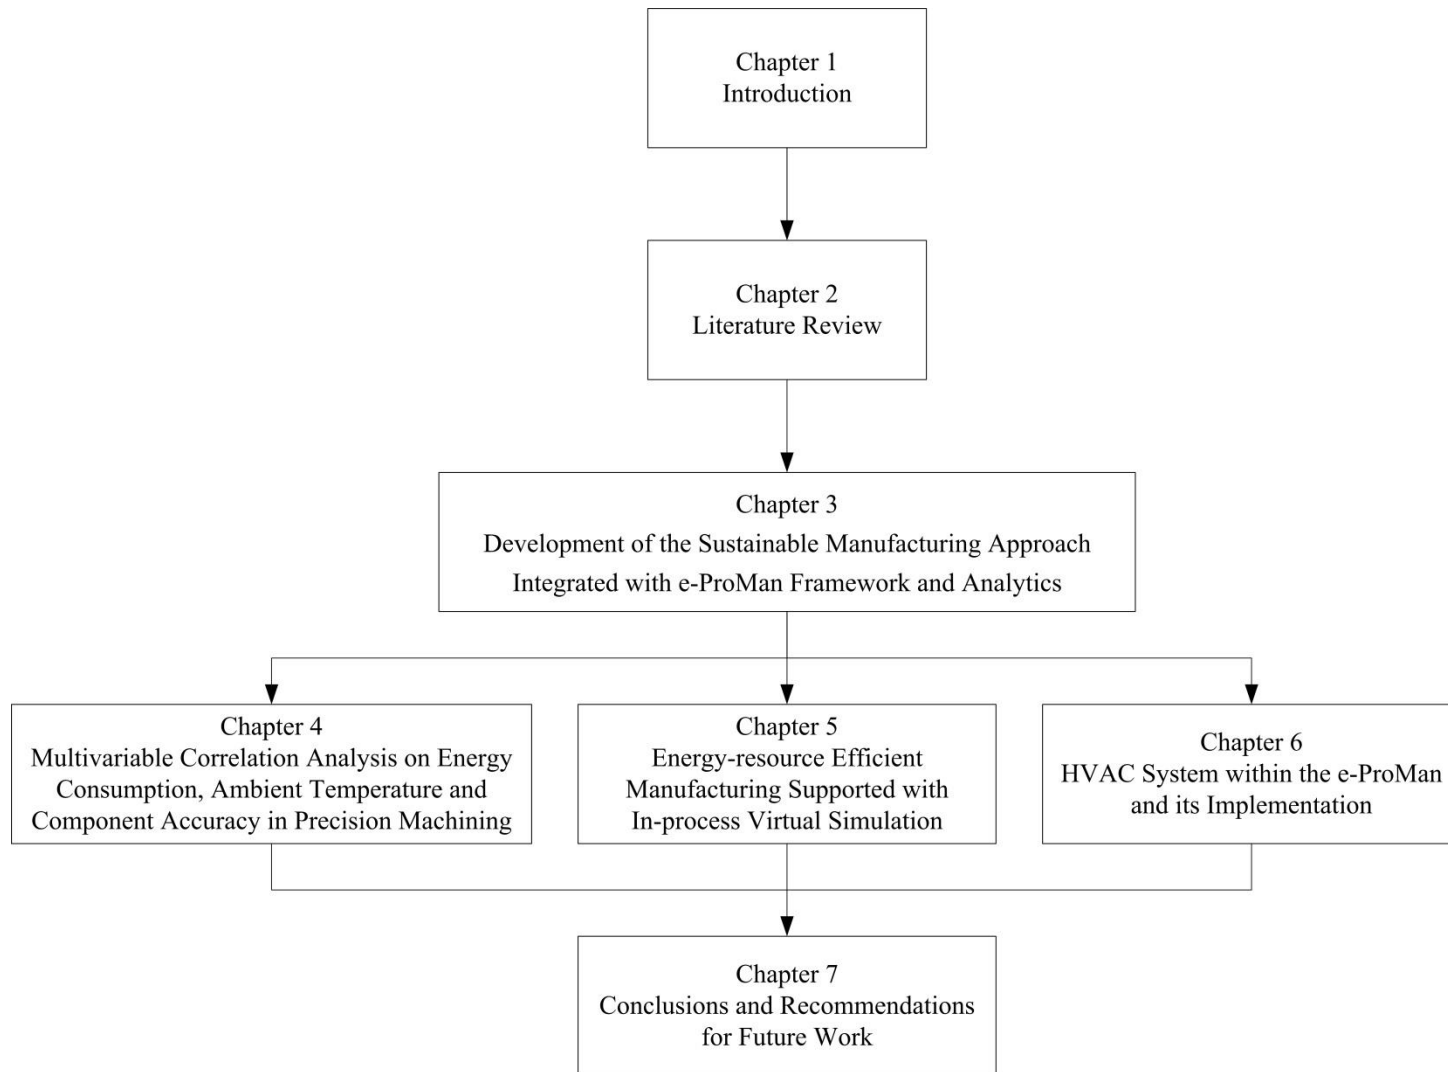 Chapter 1
Introduction
Chapter 2
Literature Review
Chapter 3
Development of the Sustainable Manufacturing Approach
Integrated with e-ProMan Framework and Analytics
Chapter 4
Multivariable Correlation Analysis on Energy
Consumption, Ambient Temperature and
Component Accuracy in Precision Machining
Chapter 5
Energy-resource Efficient
Manufacturing Supported with
In-process Virtual Simulation
Chapter 6
HVAC System within the e-ProMan
and its Implementation
Chapter 7
Conclusions and Recommendations
for Future Work